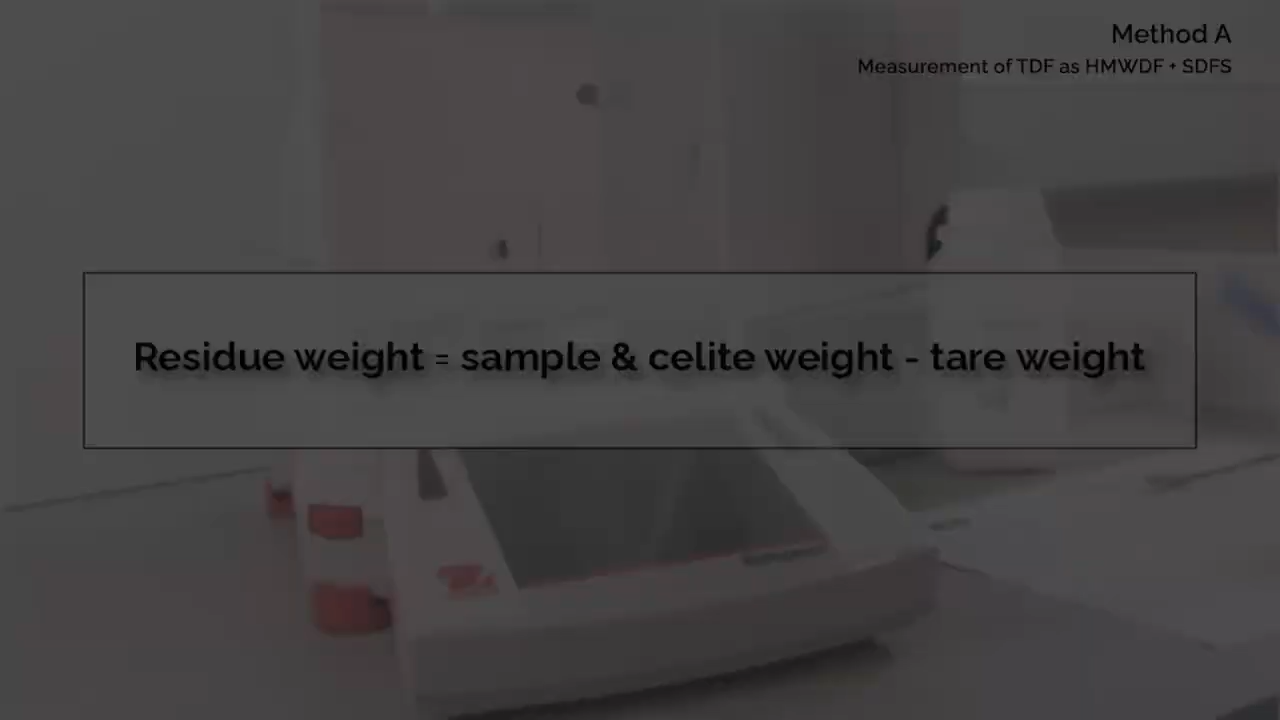 Method A
Measurement of TDF as HMWDF + SDFS
Residue weight = sample & celite weight - tare weight